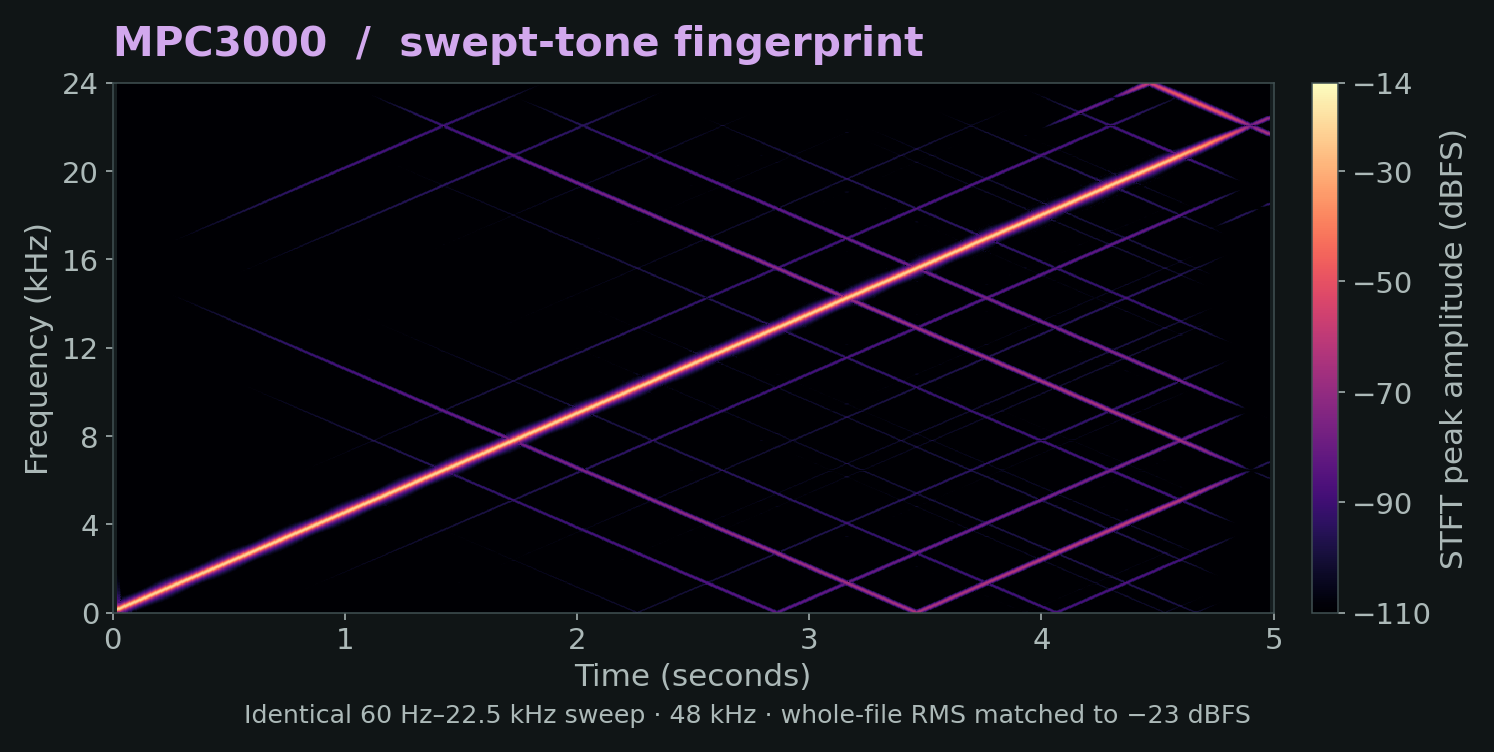 MPC3000 / swept-tone fingerprint
24
20
16
12
8
4
0
Frequency (kHz)
0 1 2 3 4 5
Time (seconds)
−14
−30
−50
−70
−90
−110
STFT peak amplitude (dBFS)
Identical 60 Hz–22.5 kHz sweep · 48 kHz · whole-file RMS matched to −23 dBFS